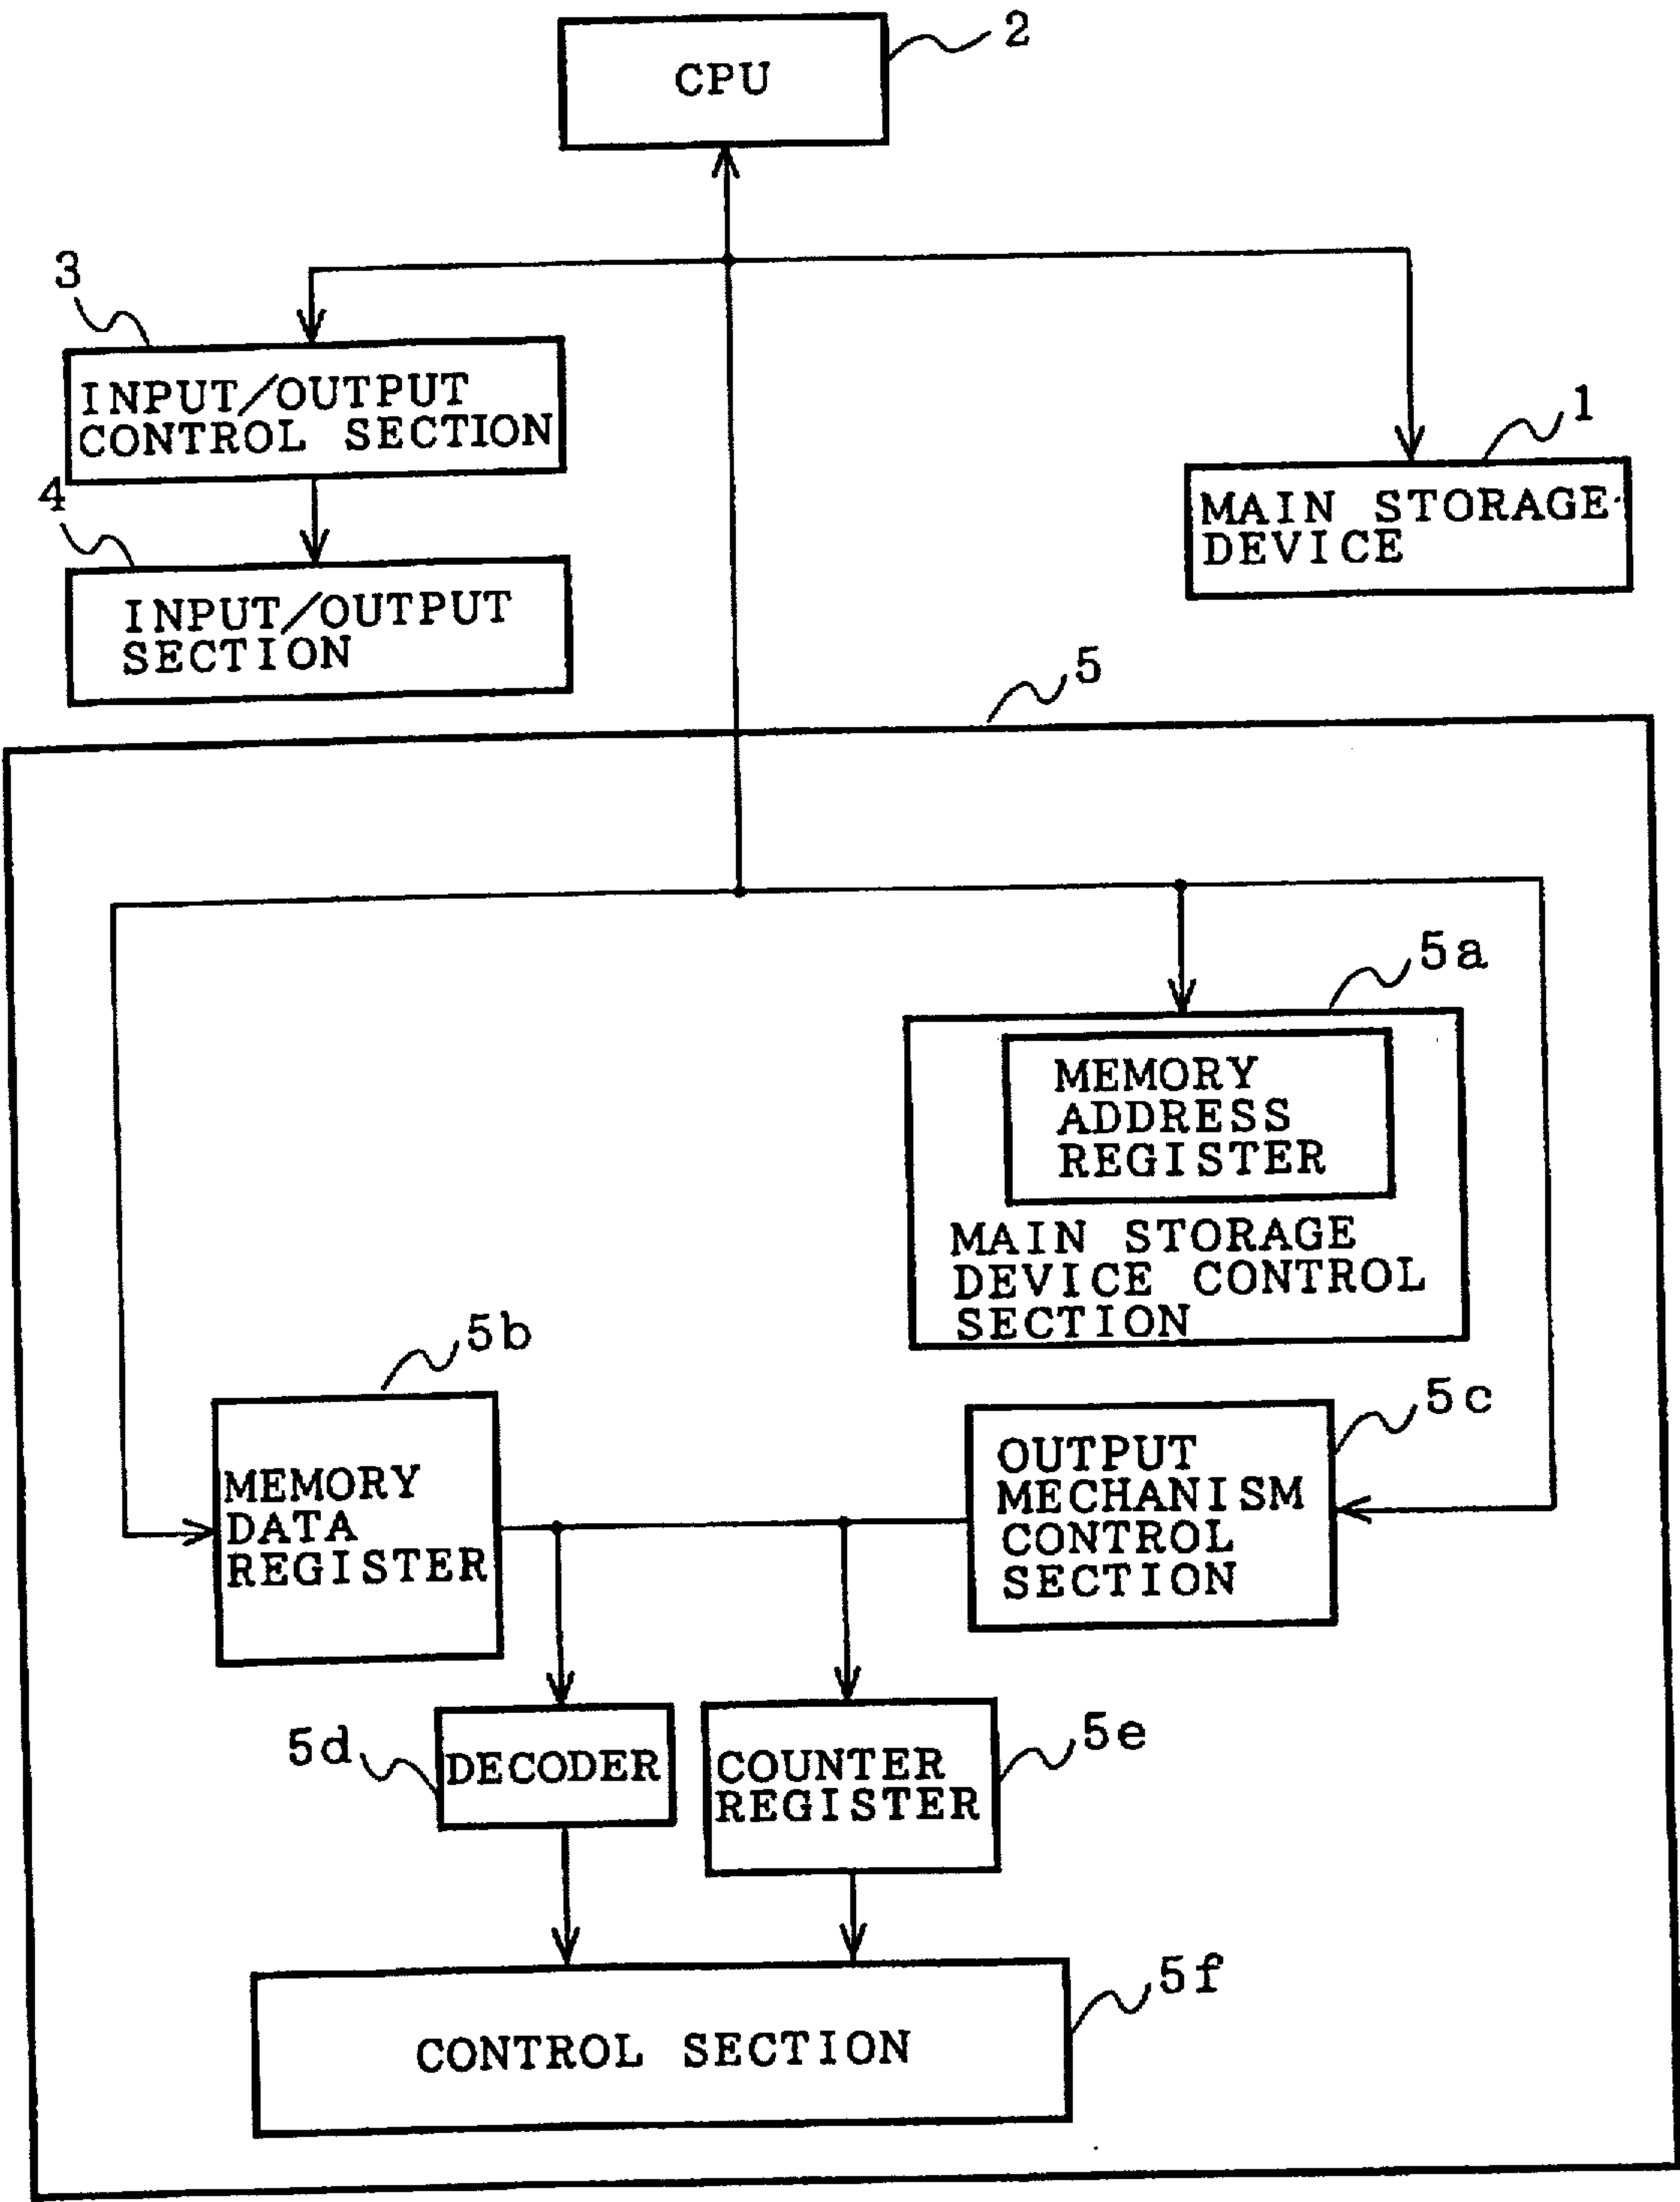 2
CPU
3
INPUT/OUTPUT
CONTROL SECTION
1
MAIN STORAGE
DEVICE
4
INPUT/OUTPUT
SECTION
5
5a
MEMORY
ADDRESS
REGISTER
MAIN STORAGE
DEVICE CONTROL
SECTION
5b
MEMORY
DATA
REGISTER
5c
OUTPUT
MECHANISM
CONTROL
SECTION
5d
DECODER
5e
COUNTER
REGISTER
5f
CONTROL SECTION